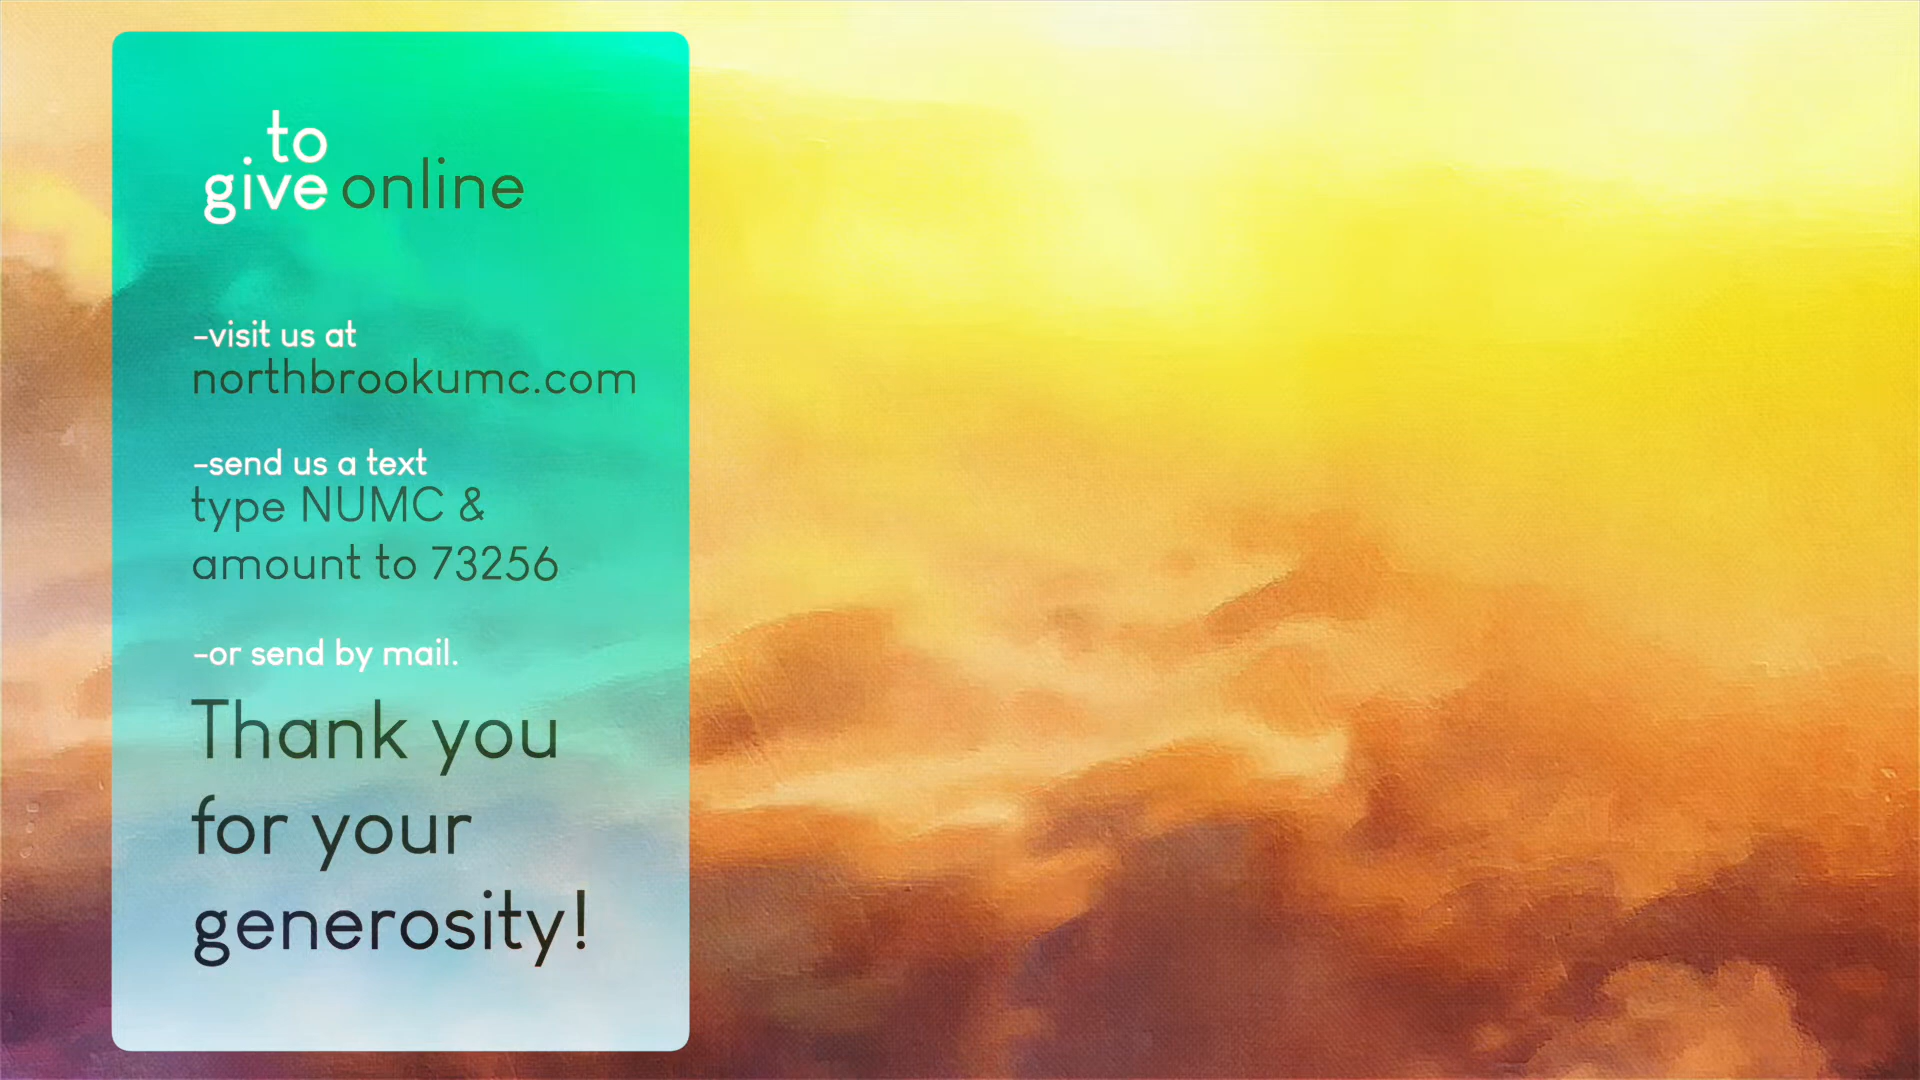 to
give online
-visit us at
northbrookumc.com
-send us a text
type NUMC &
amount to 73256
-or send by mail.
Thank you
for your
generosity!